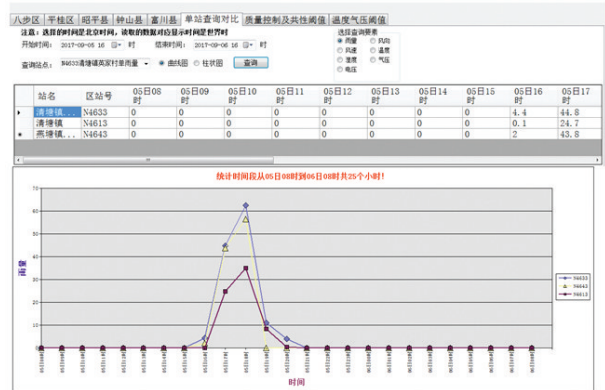 八步区 平桂区 昭平县 钟山县 富川县 单站查询对比 质量控制及共性阈值 温度气压阈值
注意：选择的时间是北京时间，读取的数据对应显示时间是世界时
选择查询要素
开始时间： 2017-09-05 16 时 结束时间： 2017-09-06 16 时
雨量 风向
风速 温度
湿度 气压
电压
查询站点： N4633清塘镇英家村单雨量 曲线图 柱状图 查询
站名 区站号 05日08时 05日09时 05日10时 05日11时 05日12时 05日13时 05日14时 05日15时 05日16时 05日17时
清塘镇... N4633 0 0 0 0 0 0 0 0 4.4 44.8
清塘镇 N4613 0 0 0 0 0 0 0 0 0.1 24.7
燕塘镇... N4643 0 0 0 0 0 0 0 0 2 43.8
统计时间段从05日08时到06日08时共25个小时！
70
60
50
40
30
20
10
0
雨量
N4633
N4643
N4613
时间